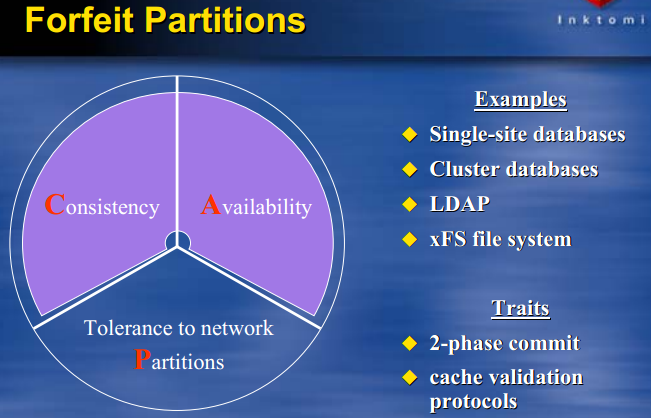 Forfeit Partitions
Inktomi
Consistency
Availability
Tolerance to network
Partitions
Examples
Single-site databases
Cluster databases
LDAP
xFS file system
Traits
2-phase commit
cache validation
protocols